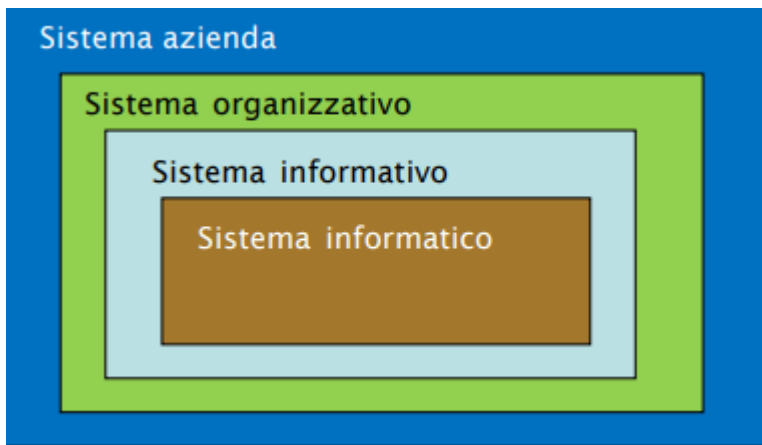 Sistema azienda
Sistema organizzativo
Sistema informativo
Sistema informatico